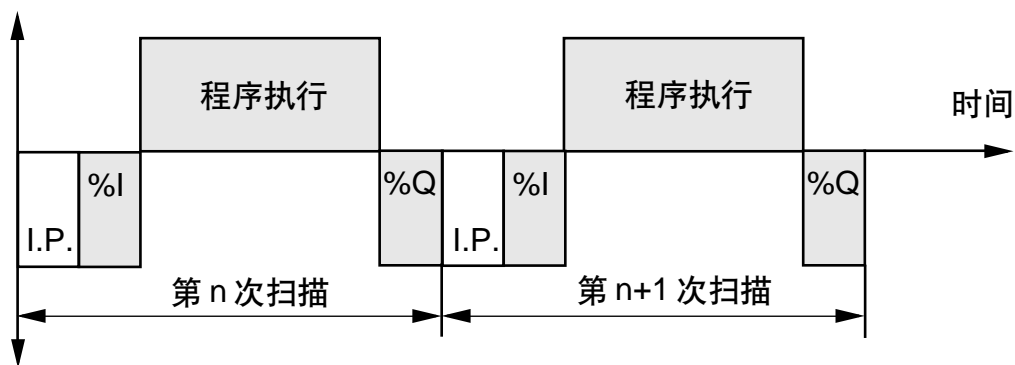 程序执行
程序执行
时间
%I
%Q
%I
%Q
I.P.
I.P.
第 n 次扫描
第 n+1 次扫描